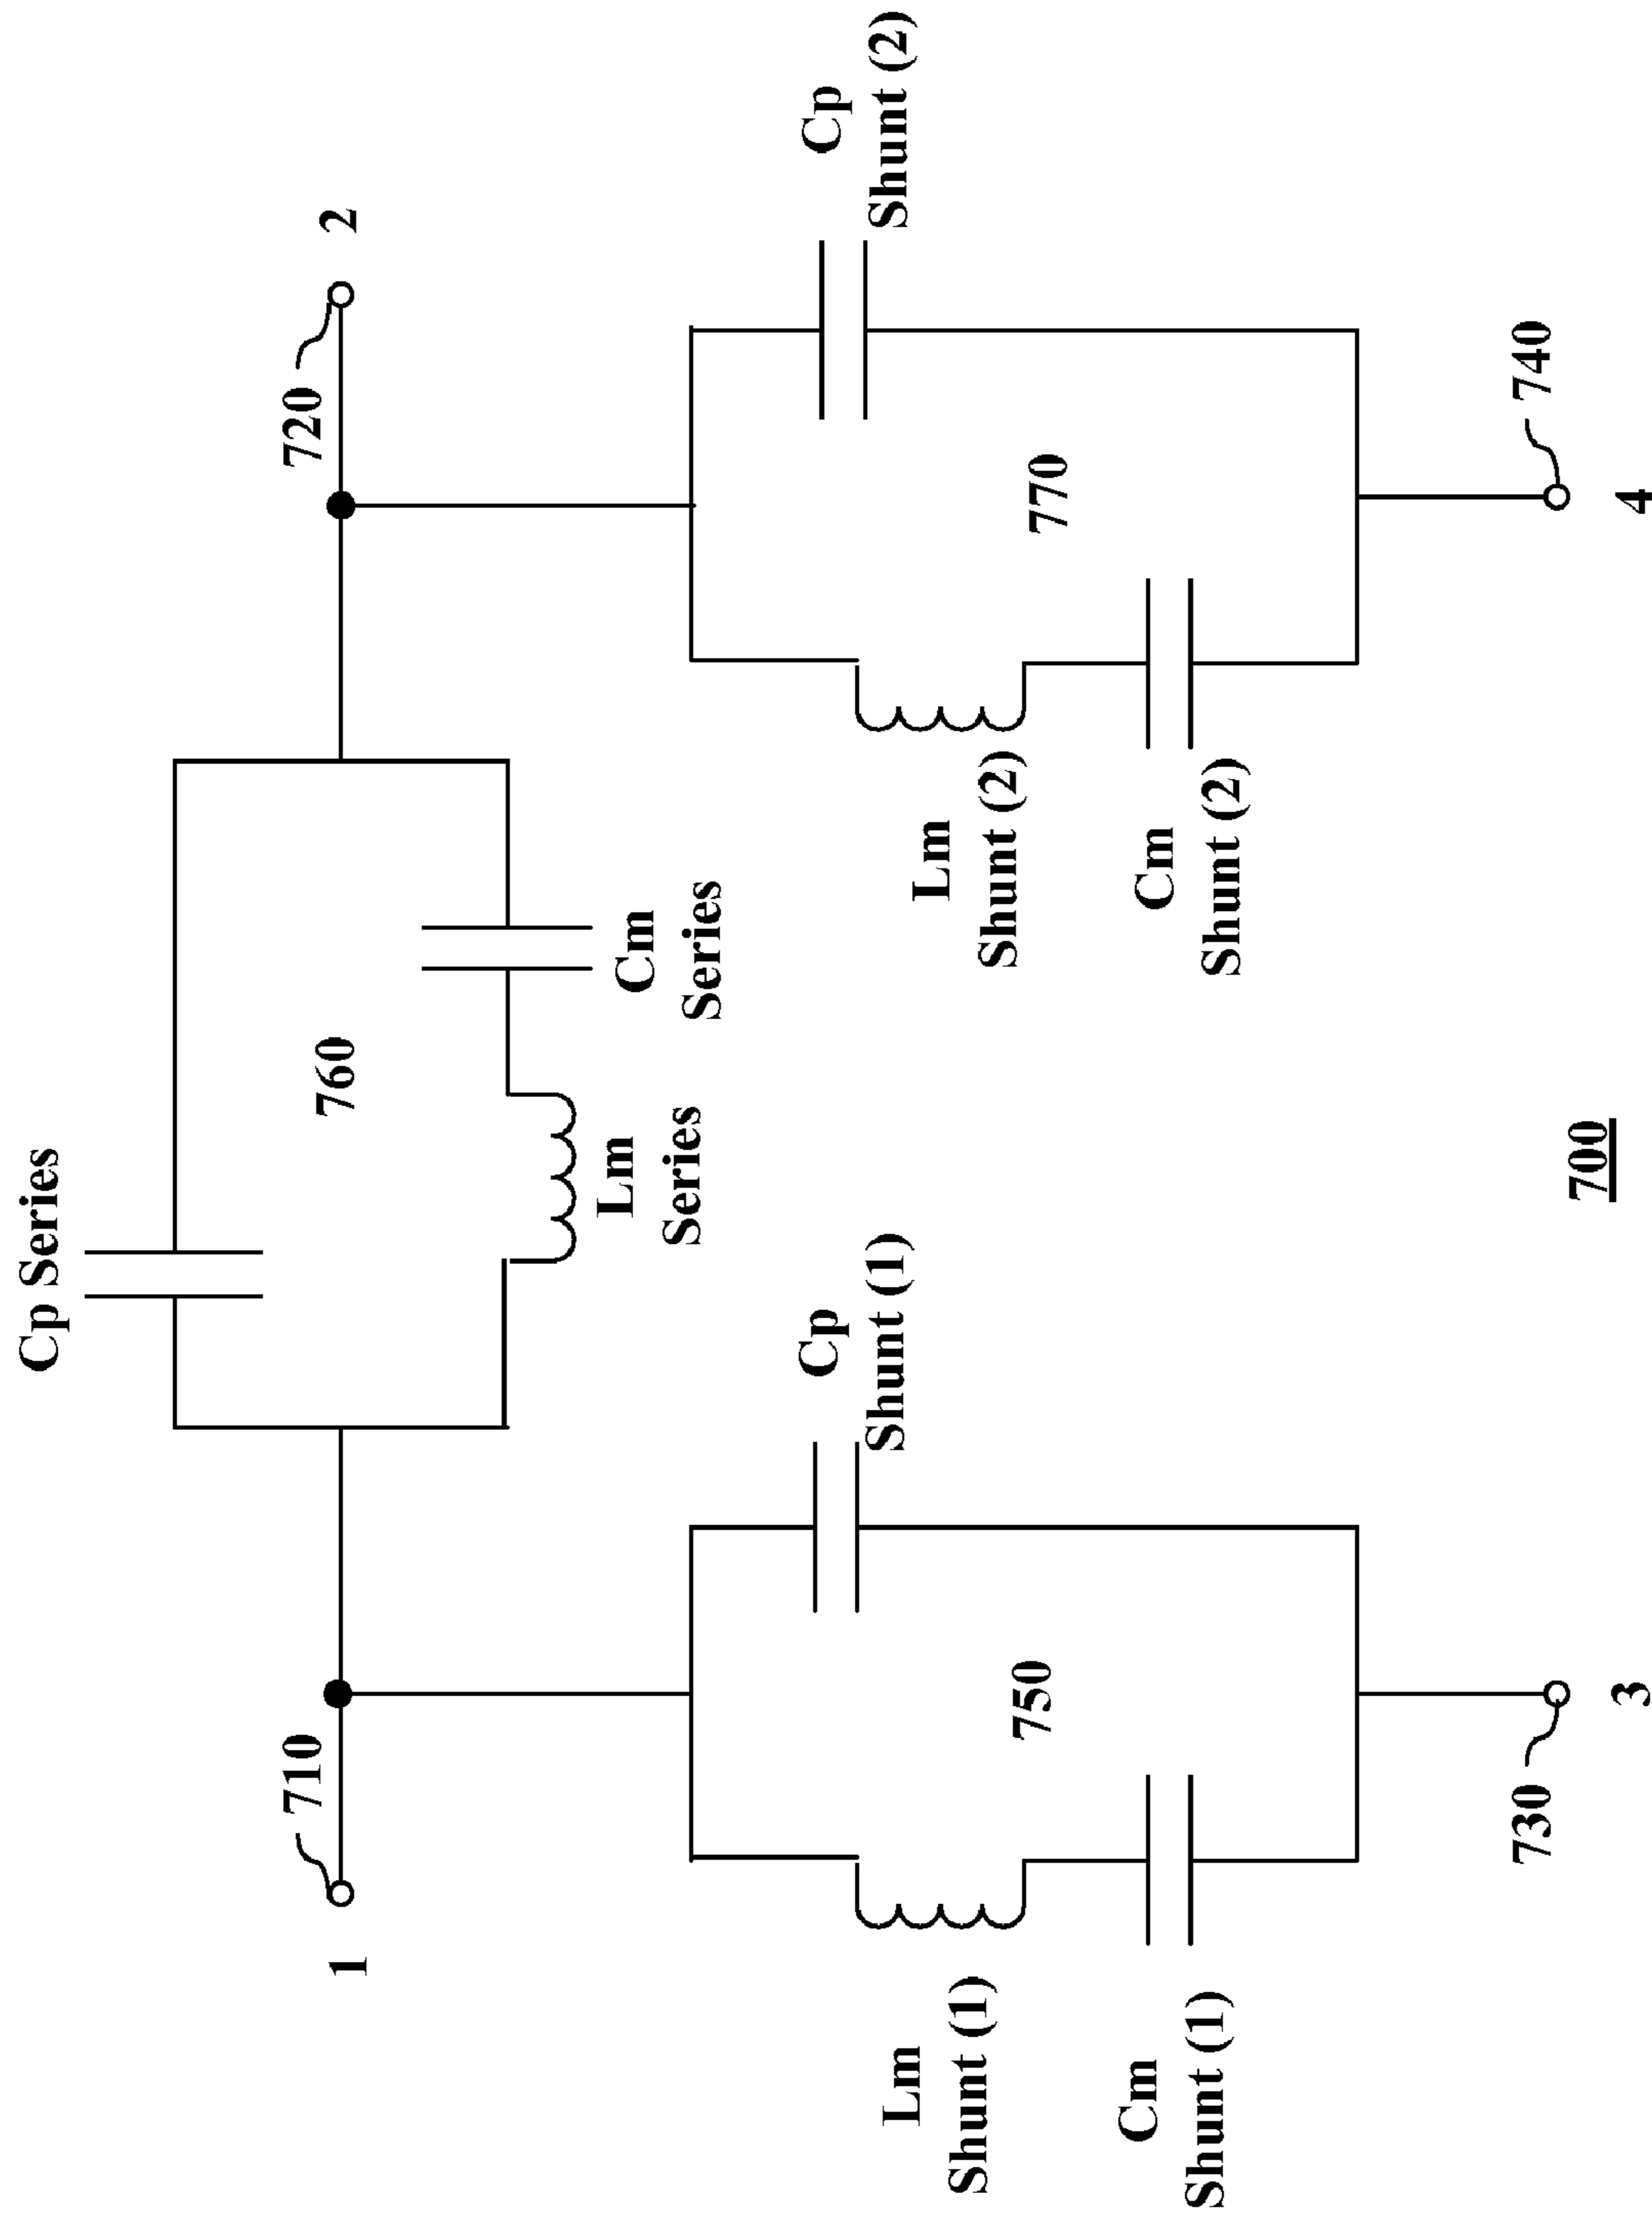 Cp Series
760
Lm
Series
Cm
Series
1
710
720
2
Lm
Shunt (1)
Cm
Shunt (1)
750
Cp
Shunt (1)
Lm
Shunt (2)
Cm
Shunt (2)
770
Cp
Shunt (2)
730
3
740
4
700